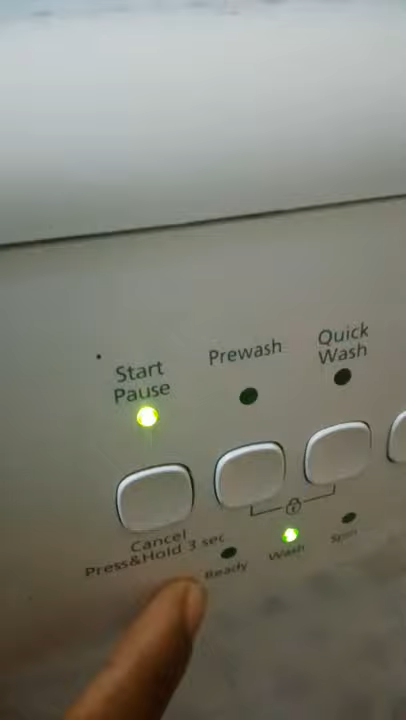 Start
Pause
Prewash
Quick
Wash
Cancel
Press&Hold 3 sec
Ready
Wash
Spin